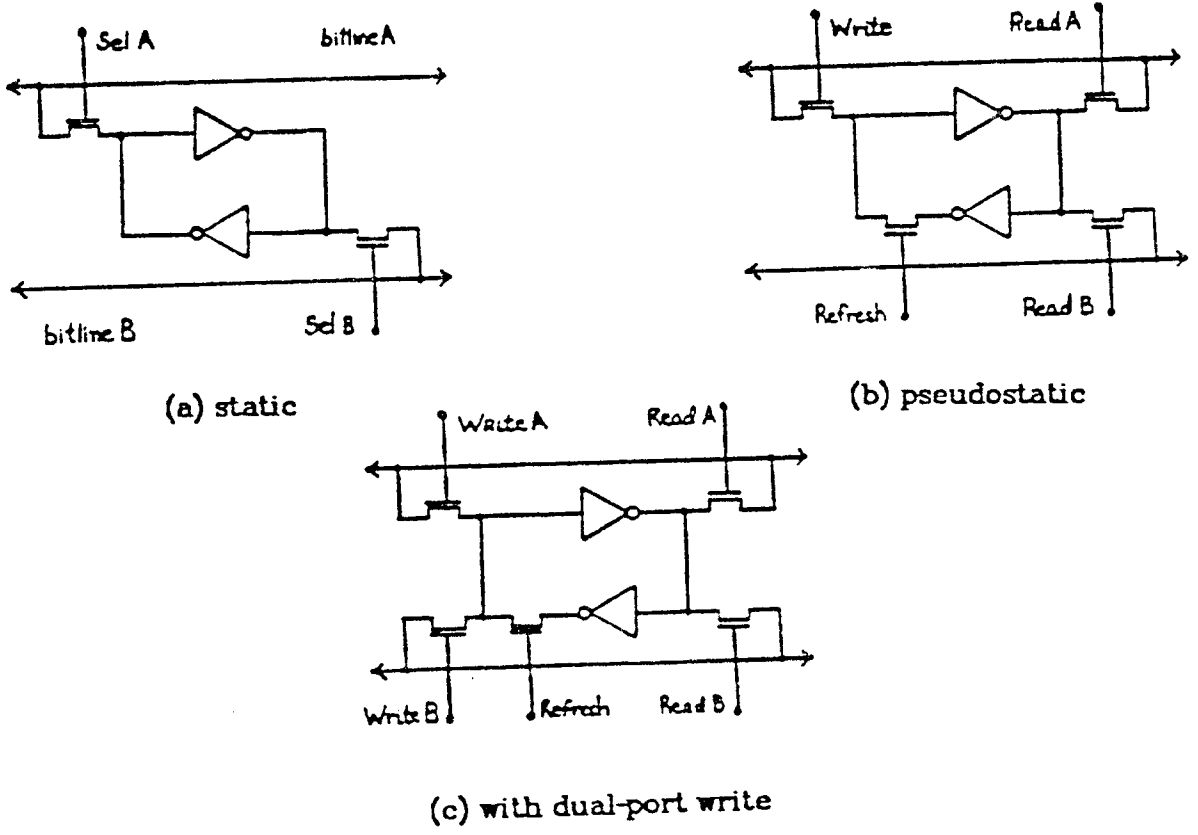 Sel A
bitline A
bitline B
Sel B
(a) static
Write
Read A
Refresh
Read B
(b) pseudostatic
Write A
Read A
Write B
Refresh
Read B
(c) with dual-port write